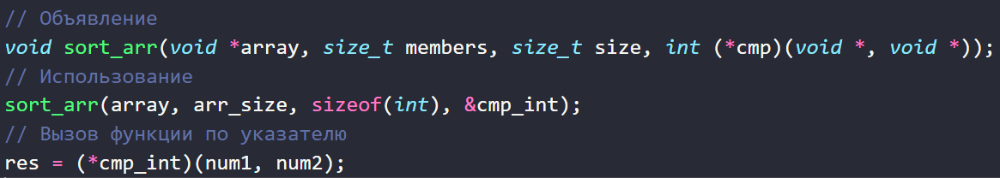 // Объявление
void sort_arr(void *array, size_t members, size_t size, int (*cmp)(void *, void *));
// Использование
sort_arr(array, arr_size, sizeof(int), &cmp_int);
// Вызов функции по указателю
res = (*cmp_int)(num1, num2);